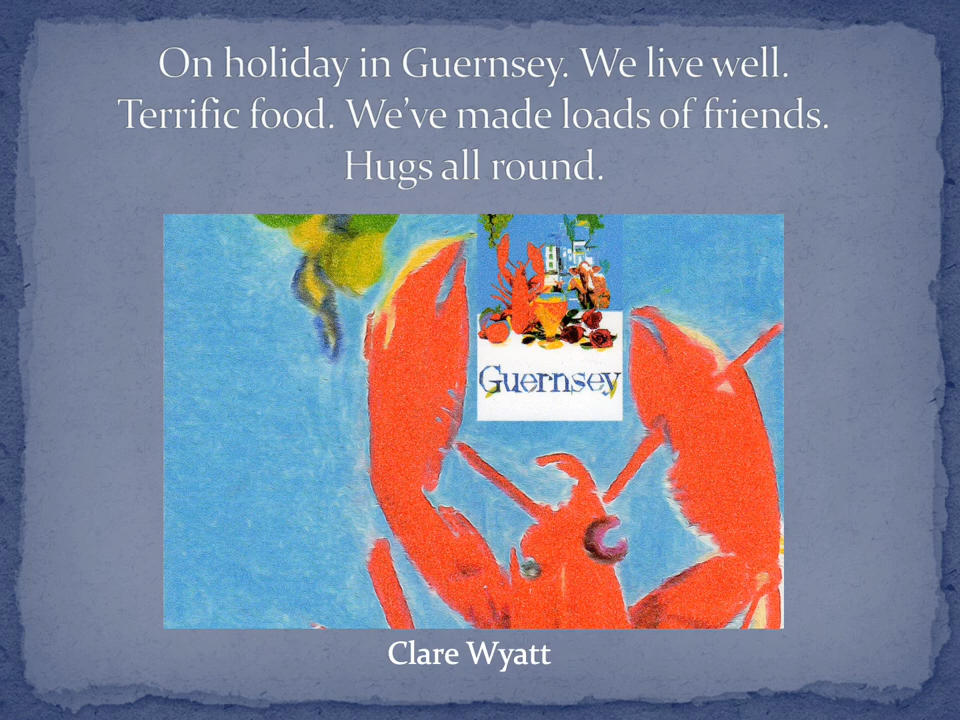 On holiday in Guernsey. We live well.
Terrific food. We’ve made loads of friends.
Hugs all round.
Guernsey
Clare Wyatt